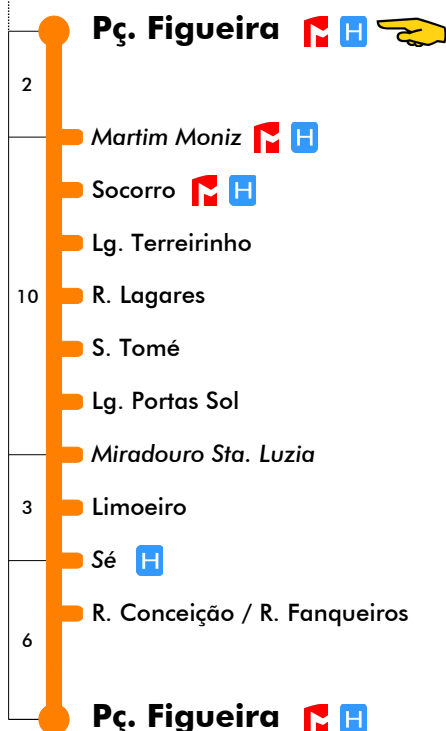 Pç. Figueira H
2
Martim Moniz H
Socorro H
Lg. Terreirinho
10 R. Lagares
S. Tomé
Lg. Portas Sol
Miradouro Sta. Luzia
3 Limoeiro
Sé H
R. Conceição / R. Fanqueiros
6
Pç. Figueira H